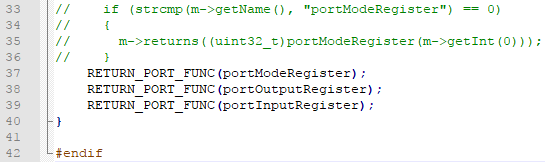 33 //    if (strcmp(m->getName(), "portModeRegister") == 0)
34 //    {
35 //      m->returns((uint32_t)portModeRegister(m->getInt(0)));
36 //    }
37     RETURN_PORT_FUNC(portModeRegister);
38     RETURN_PORT_FUNC(portOutputRegister);
39     RETURN_PORT_FUNC(portInputRegister);
40 }
41
42 #endif